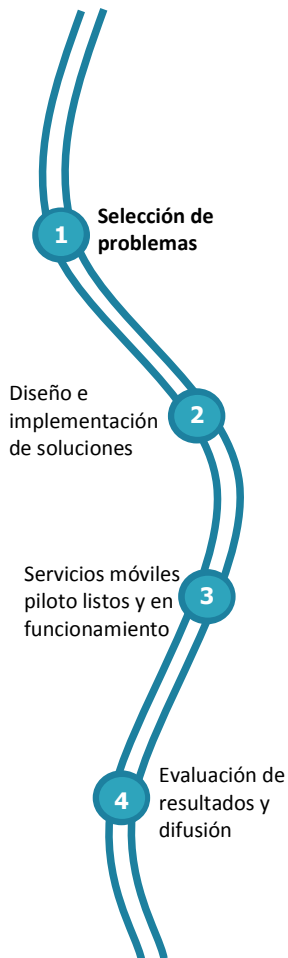 1
Selección de
problemas
Diseño e
implementación
de soluciones
2
Servicios móviles
piloto listos y en
funcionamiento
3
4
Evaluación de
resultados y
difusión